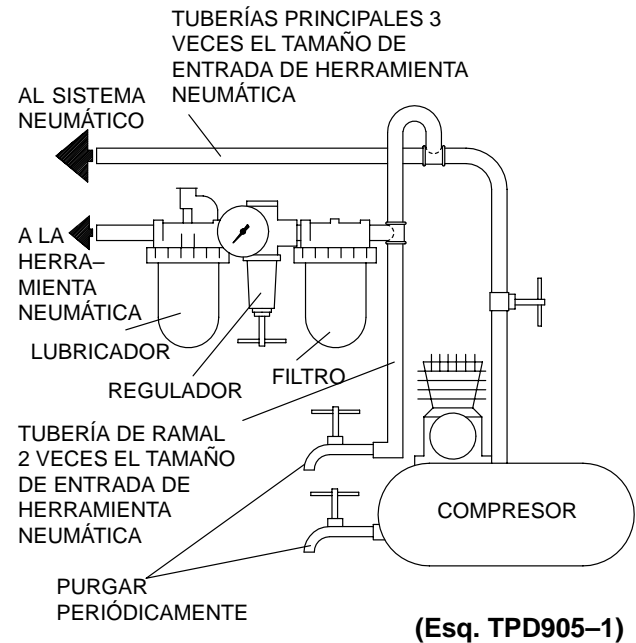 TUBERÍAS PRINCIPALES 3
VECES EL TAMAÑO DE
ENTRADA DE HERRAMIENTA
NEUMÁTICA
AL SISTEMA
NEUMÁTICO
A LA
HERRA–
MIENTA
NEUMÁTICA
LUBRICADOR
REGULADOR
FILTRO
TUBERÍA DE RAMAL
2 VECES EL TAMAÑO
DE ENTRADA DE
HERRAMIENTA
NEUMÁTICA
COMPRESOR
PURGAR
PERIÓDICAMENTE
(Esq. TPD905–1)